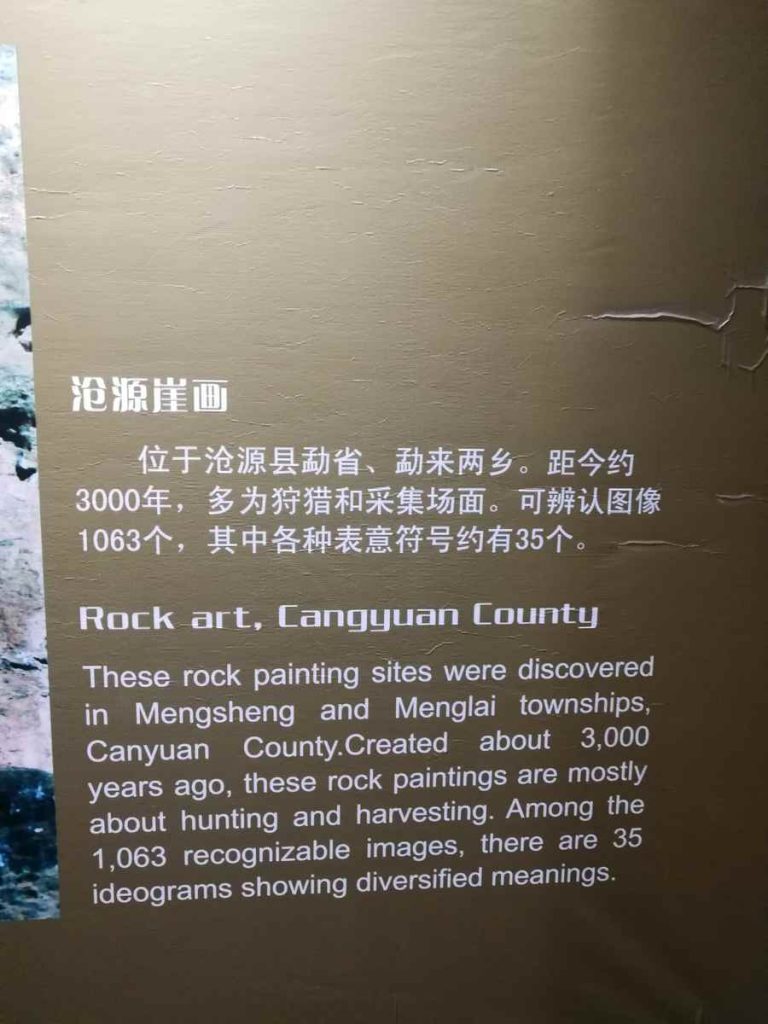 沧源崖画
位于沧源县勐省、勐来两乡。距今约
3000年，多为狩猎和采集场面。可辨认图像
1063个，其中各种表意符号约有35个。
Rock art, Cangyuan County
These rock painting sites were discovered
in Mengsheng and Menglai townships,
Canyuan County.Created about 3,000
years ago, these rock paintings are mostly
about hunting and harvesting. Among the
1,063 recognizable images, there are 35
ideograms showing diversified meanings.